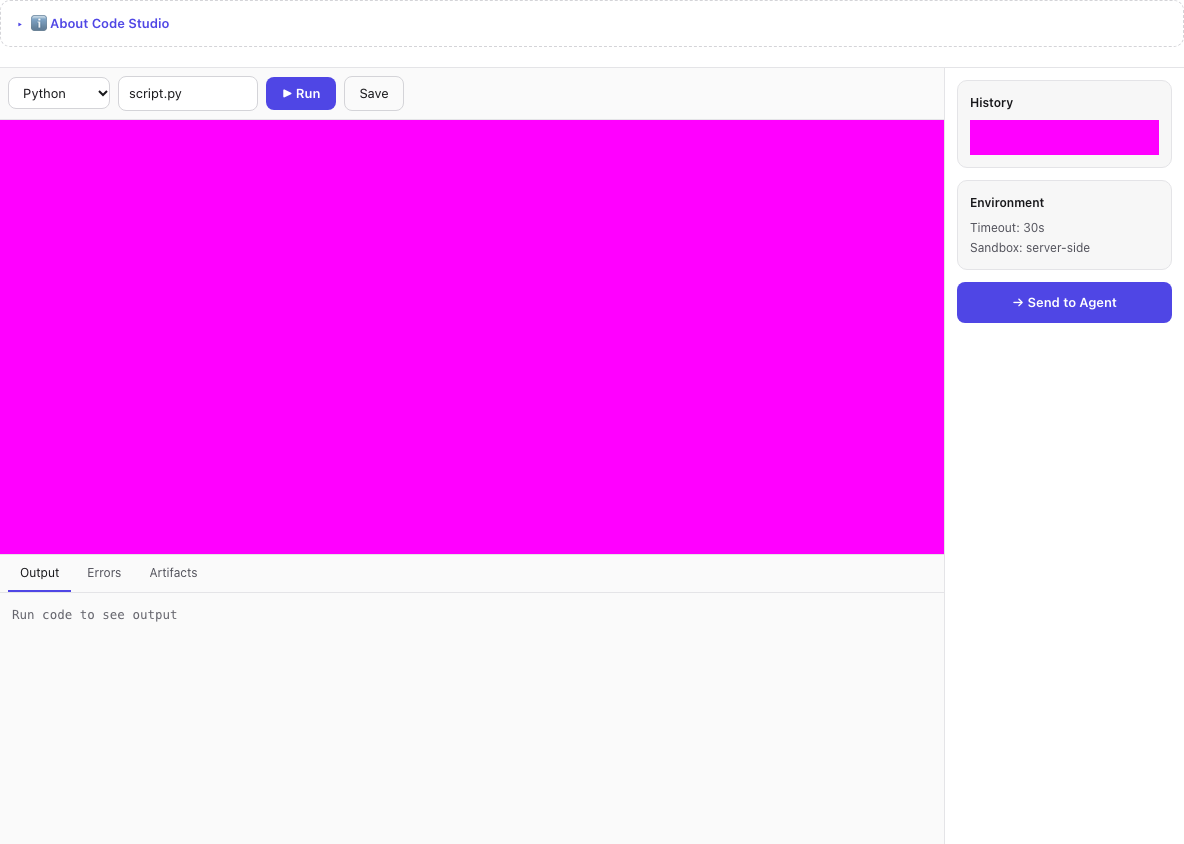 ▸ ℹ️ About Code Studio
Python
script.py
▶ Run
Save
History
Environment
Timeout: 30s
Sandbox: server-side
→ Send to Agent
Output
Errors
Artifacts
Run code to see output